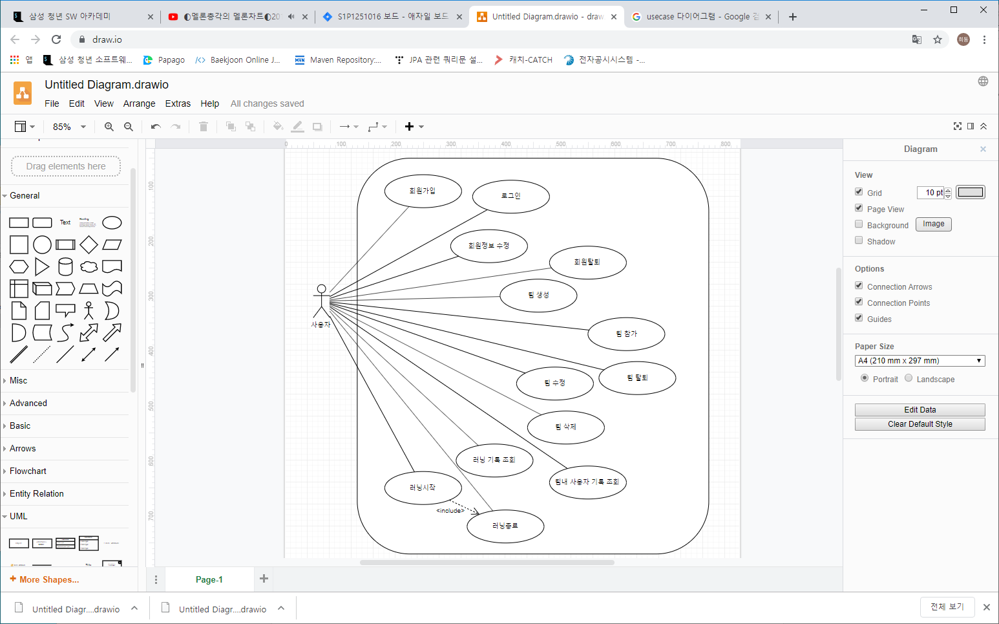 삼성 청년 SW 아카데미
◐멜론총각의 멜론차트◐20
S1P1251016 보드 - 애자일 보드
Untitled Diagram.drawio - draw
usecase 다이어그램 - Google 검
draw.io
희동
앱
삼성 청년 소프트웨...
Papago
Baekjoon Online J...
Maven Repository:...
JPA 관련 쿼리문 설...
캐치-CATCH
전자공시시스템 -...
Untitled Diagram.drawio
File Edit View Arrange Extras Help All changes saved
85%
Drag elements here
General
Text
Heading
Misc
Advanced
Basic
Arrows
Flowchart
Entity Relation
UML
Title
+ More Shapes...
0 100 200 300 400 500 600 700 800
100
200
300
400
500
600
700
회원가입
로그인
회원정보 수정
회원탈퇴
팀 생성
사용자
팀 참가
팀 탈퇴
팀 수정
팀 삭제
러닝 기록 조회
팀내 사용자 기록 조회
러닝시작
<include>
러닝종료
Page-1
Diagram
View
Grid 10 pt
Page View
Background Image
Shadow
Options
Connection Arrows
Connection Points
Guides
Paper Size
A4 (210 mm x 297 mm)
Portrait Landscape
Edit Data
Clear Default Style
Untitled Diagr....drawio
Untitled Diagr....drawio
전체 보기